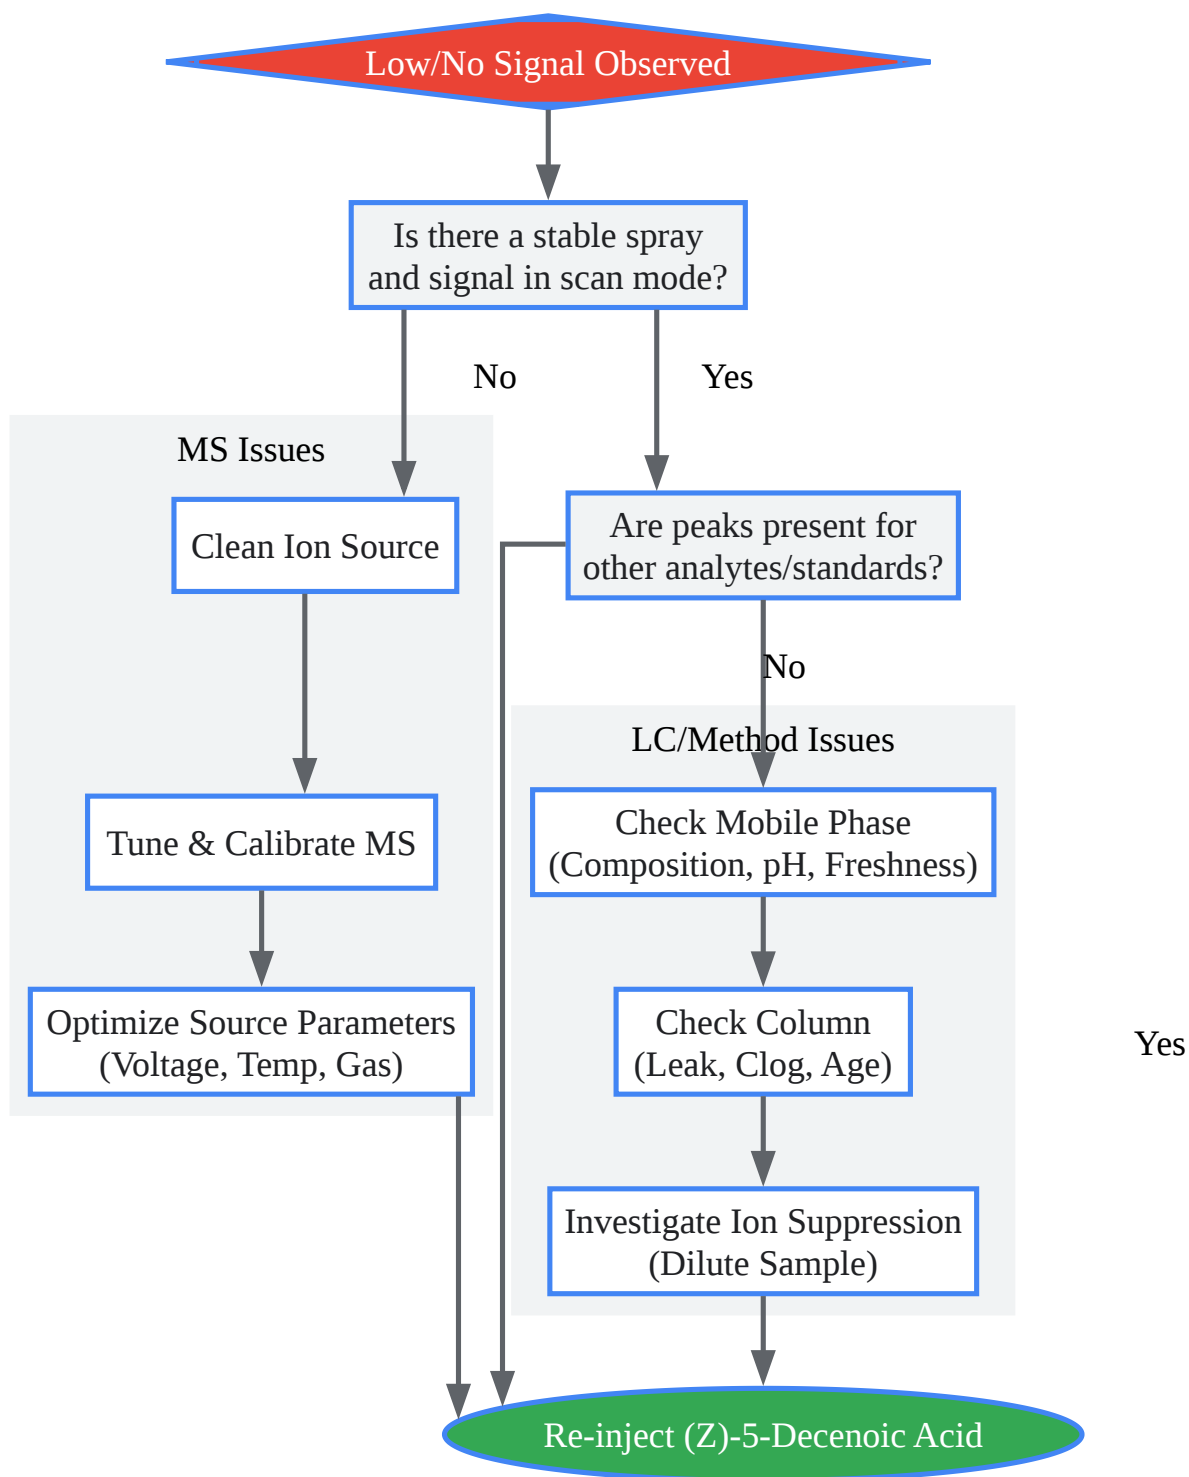 Low/No Signal Observed
Is there a stable spray
and signal in scan mode?
No
Yes
MS Issues
Clean Ion Source
Are peaks present for
other analytes/standards?
No
LC/Method Issues
Tune & Calibrate MS
Check Mobile Phase
(Composition, pH, Freshness)
Optimize Source Parameters
(Voltage, Temp, Gas)
Check Column
(Leak, Clog, Age)
Yes
Investigate Ion Suppression
(Dilute Sample)
Re-inject (Z)-5-Decenoic Acid